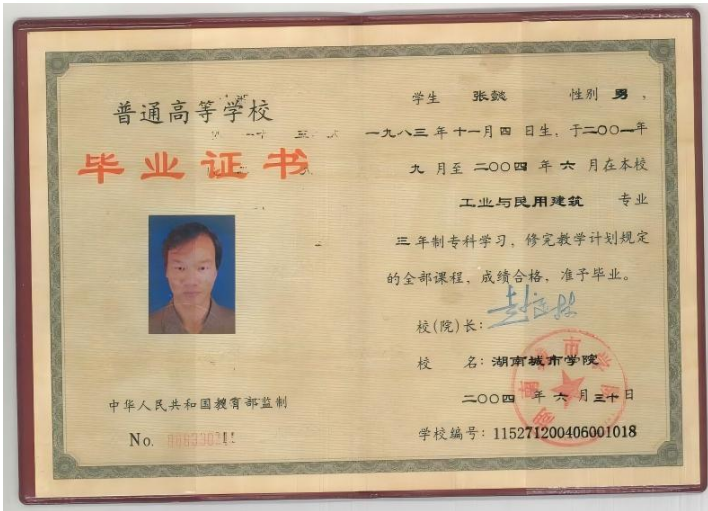 普通高等学校
毕业证书
中华人民共和国教育部监制
No.
学生 张懿 性别 男,
一九八三年十一月四日生,于二〇〇一年
九月至二〇〇四年六月在本校
工业与民用建筑 专业
三年制专科学习,修完教学计划规定
的全部课程,成绩合格,准予毕业。
校(院)长:
校 名:湖南城市学院
二〇〇四年六月三十日
学校编号:115271200406001018